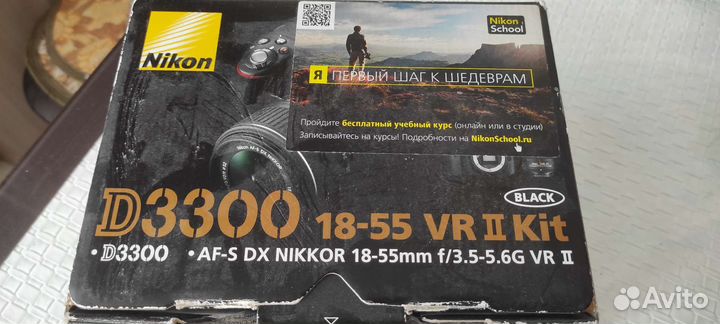 Nikon
Nikon School
Я ПЕРВЫЙ ШАГ К ШЕДЕВРАМ
Пройдите бесплатный учебный курс (онлайн или в студии)
Записывайтесь на курсы! Подробности на NikonSchool.ru
BLACK
D3300 18-55 VR II Kit
• D3300 • AF-S DX NIKKOR 18-55mm f/3.5-5.6G VR II
Avito